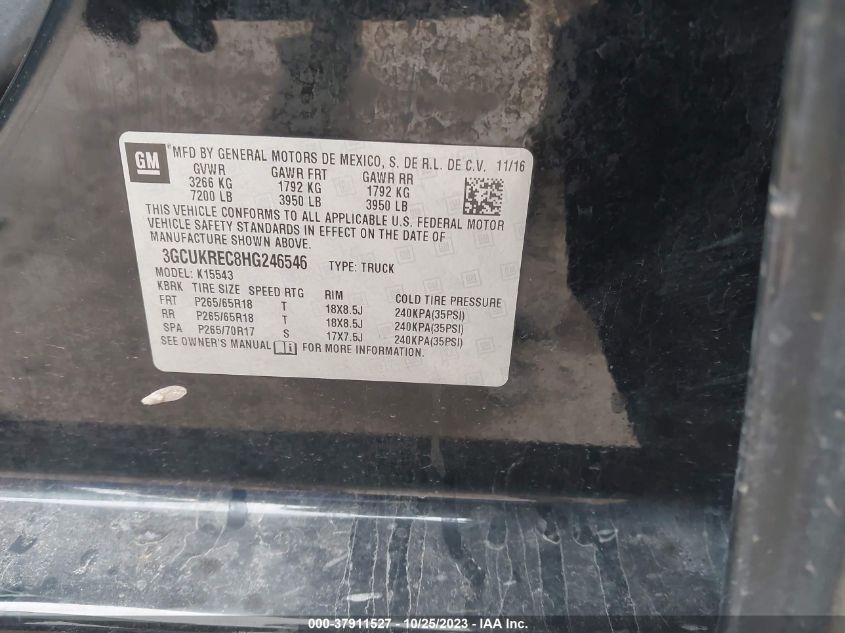 GM ® MFD BY GENERAL MOTORS DE MEXICO, S. DE R.L. DE C.V. 11/16
GVWR GAWR FRT GAWR RR
3266 KG 1792 KG 1792 KG
7200 LB 3950 LB 3950 LB
THIS VEHICLE CONFORMS TO ALL APPLICABLE U.S. FEDERAL MOTOR
VEHICLE SAFETY STANDARDS IN EFFECT ON THE DATE OF
MANUFACTURE SHOWN ABOVE.
3GCUKREC8HG246546 TYPE: TRUCK
MODEL: K15543
KBRK TIRE SIZE SPEED RTG RIM COLD TIRE PRESSURE
FRT P265/65R18 T 18X8.5J 240KPA(35PSI)
RR P265/65R18 T 18X8.5J 240KPA(35PSI)
SPA P265/70R17 S 17X7.5J 240KPA(35PSI)
SEE OWNER'S MANUAL FOR MORE INFORMATION.
000-37911527 - 10/25/2023 - IAA Inc.